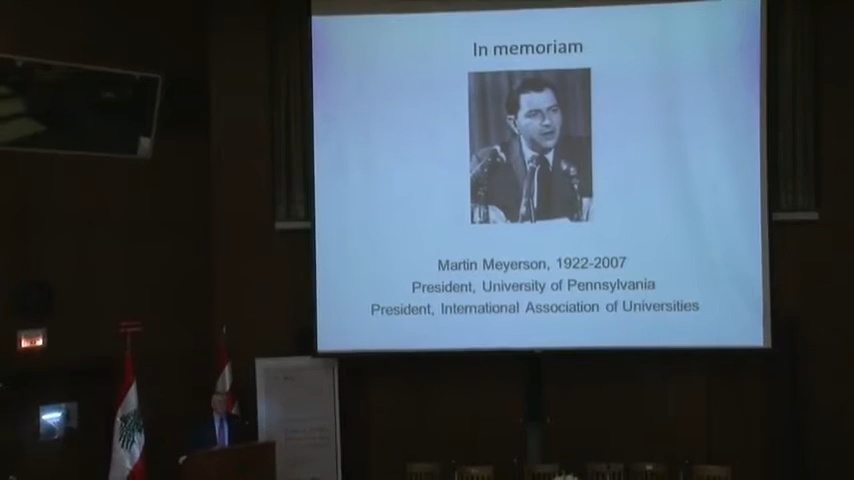 In memoriam
Martin Meyerson, 1922-2007
President, University of Pennsylvania
President, International Association of Universities